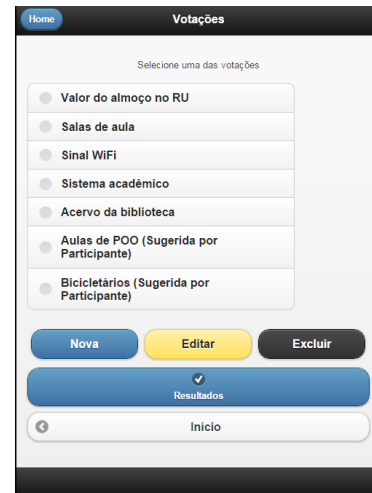 Home
Votações
Selecione uma das votações
Valor do almoço no RU
Salas de aula
Sinal WiFi
Sistema acadêmico
Acervo da biblioteca
Aulas de POO (Sugerida por
Participante)
Bicicletários (Sugerida por
Participante)
Nova
Editar
Excluir
Resultados
Inicio